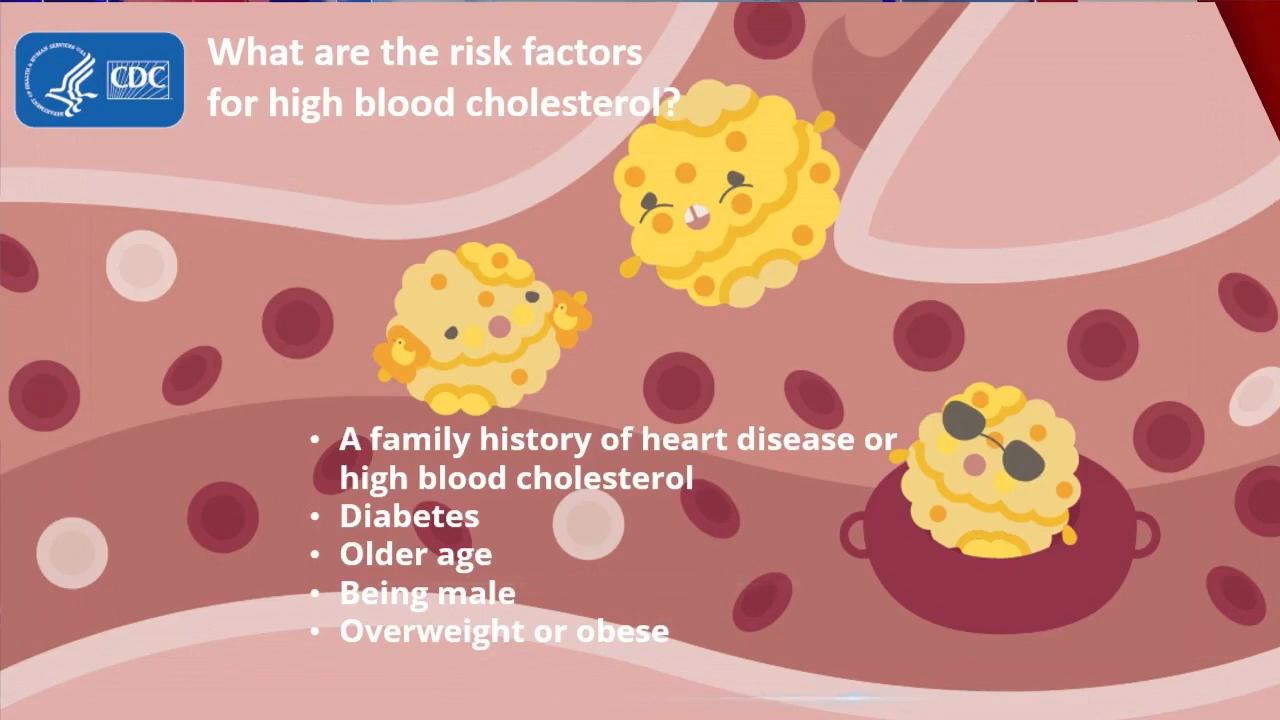 CDC
What are the risk factors
for high blood cholesterol?
• A family history of heart disease or
high blood cholesterol
• Diabetes
• Older age
• Being male
• Overweight or obese